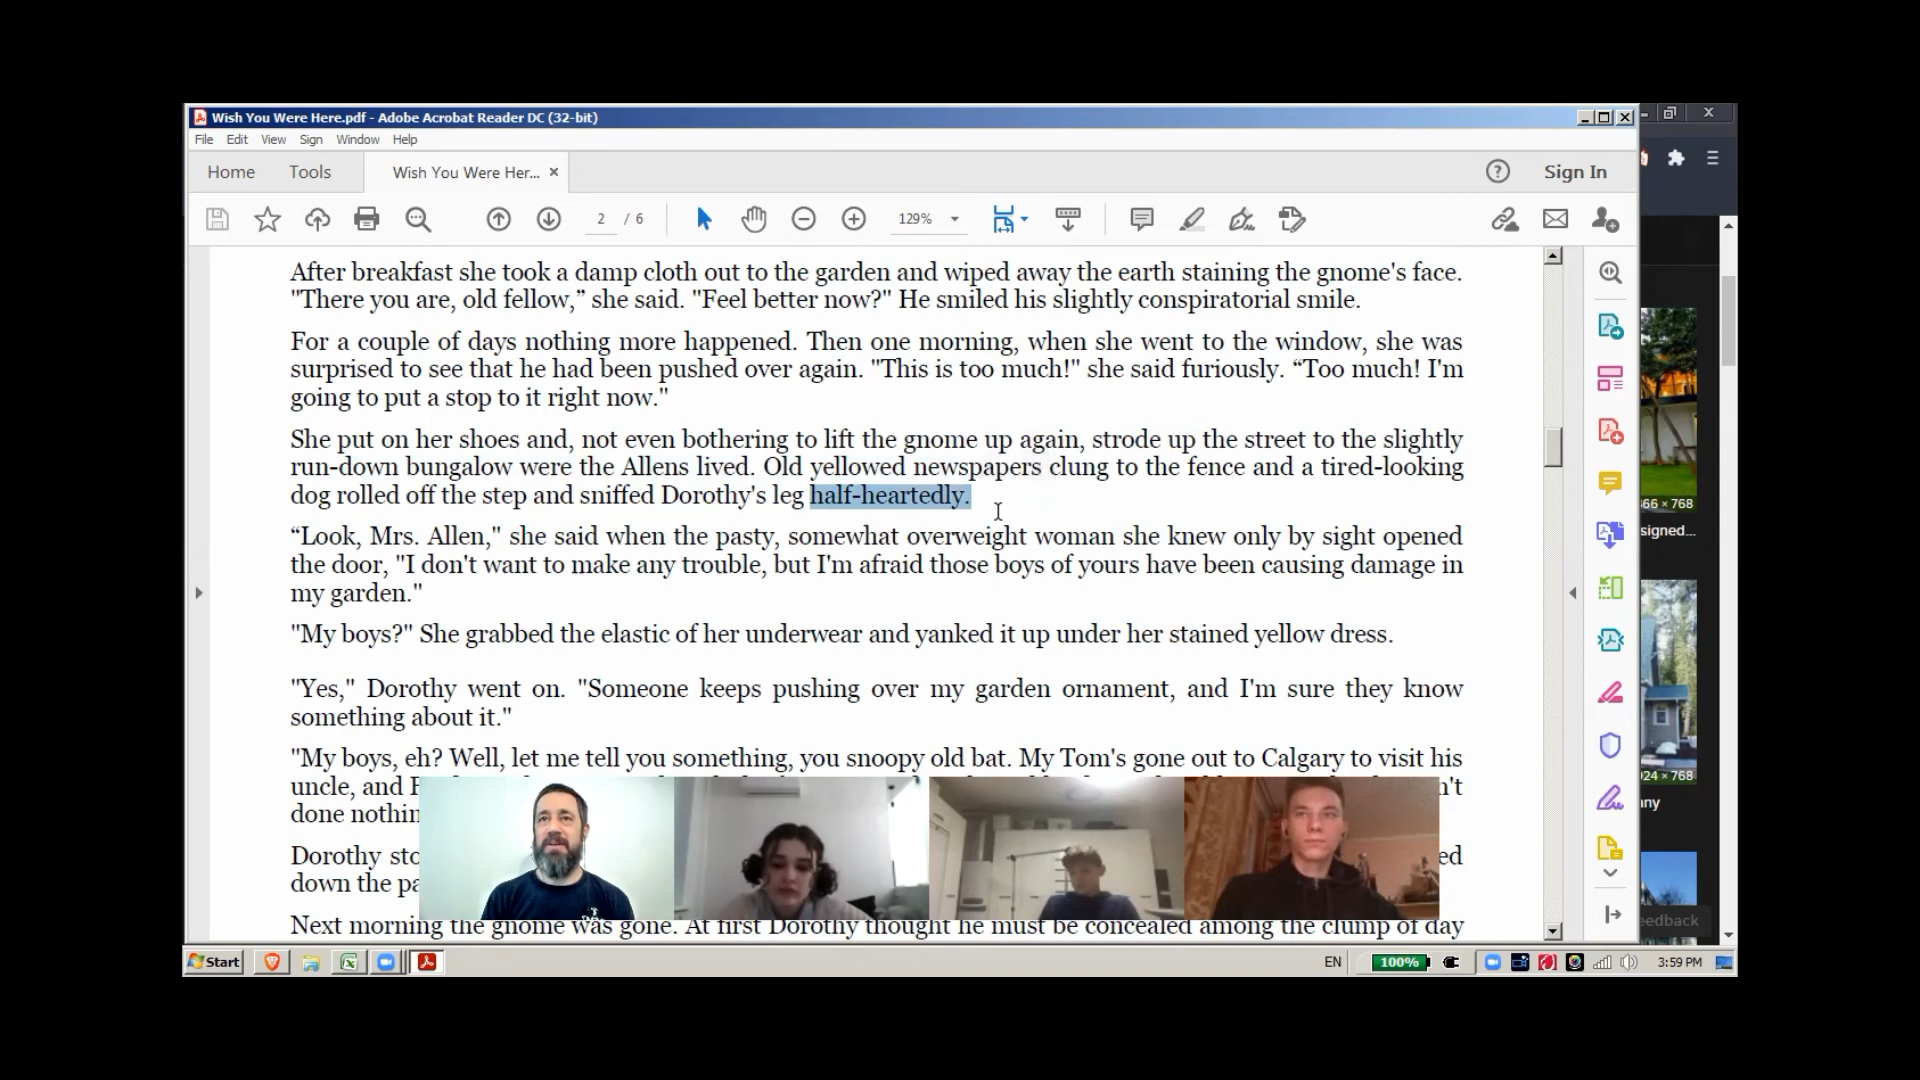 Wish You Were Here.pdf - Adobe Acrobat Reader DC (32-bit)
File Edit View Sign Window Help
Home Tools Wish You Were Her... Sign In
2 / 6 129%
After breakfast she took a damp cloth out to the garden and wiped away the earth staining the gnome's face.
"There you are, old fellow,” she said. "Feel better now?" He smiled his slightly conspiratorial smile.
For a couple of days nothing more happened. Then one morning, when she went to the window, she was
surprised to see that he had been pushed over again. "This is too much!" she said furiously. “Too much! I'm
going to put a stop to it right now."
She put on her shoes and, not even bothering to lift the gnome up again, strode up the street to the slightly
run-down bungalow were the Allens lived. Old yellowed newspapers clung to the fence and a tired-looking
dog rolled off the step and sniffed Dorothy's leg half-heartedly.
“Look, Mrs. Allen," she said when the pasty, somewhat overweight woman she knew only by sight opened
the door, "I don't want to make any trouble, but I'm afraid those boys of yours have been causing damage in
my garden."
"My boys?" She grabbed the elastic of her underwear and yanked it up under her stained yellow dress.
"Yes," Dorothy went on. "Someone keeps pushing over my garden ornament, and I'm sure they know
something about it."
"My boys, eh? Well, let me tell you something, you snoopy old bat. My Tom's gone out to Calgary to visit his
uncle, and
done nothin
Dorothy sto ed
down the pa
Next morning the gnome was gone. At first Dorothy thought he must be concealed among the clump of day
66 × 768
signed...
024 × 768
ny
eedback
Start EN 100% 3:59 PM